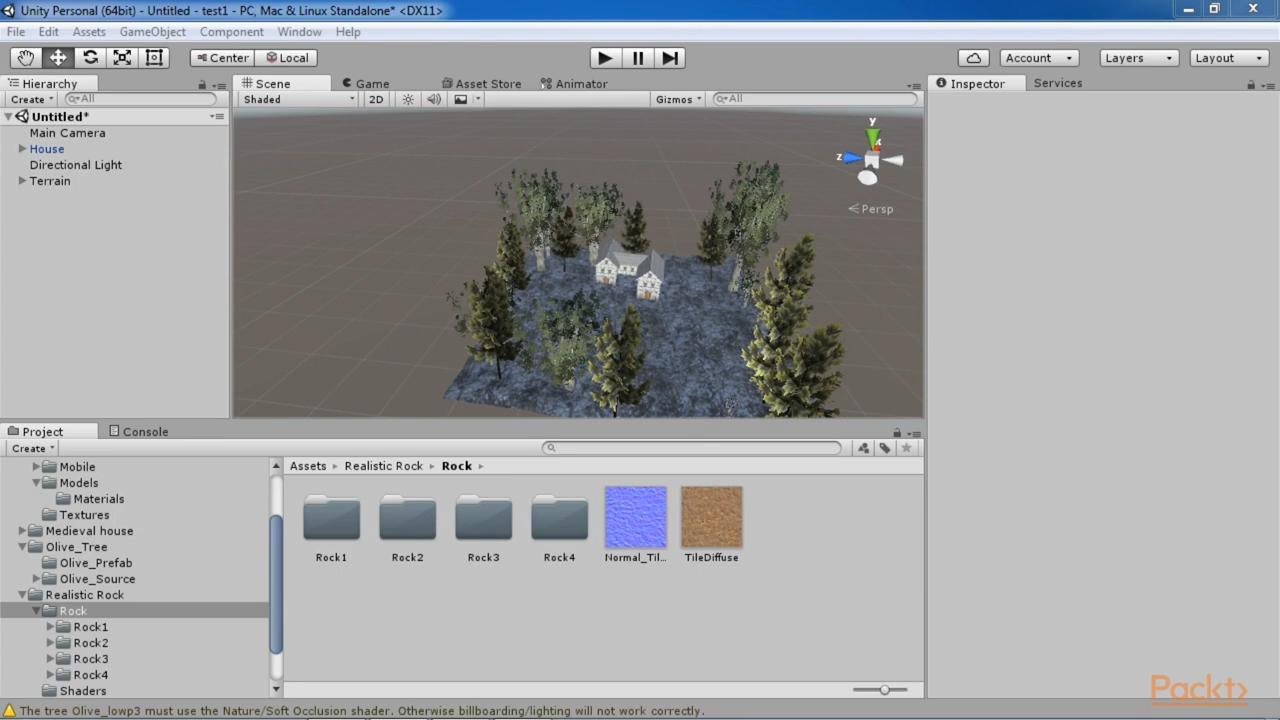 Unity Personal (64bit) - Untitled - test1 - PC, Mac & Linux Standalone* <DX11>
File Edit Assets GameObject Component Window Help
Center Local Account Layers Layout
Hierarchy Scene Game Asset Store Animator Inspector Services
Create All Shaded 2D Gizmos All
Untitled*
Main Camera
House
Directional Light
Terrain
y
x
z
Persp
Project Console
Create
Assets Realistic Rock Rock
Mobile
Models
Materials
Textures
Medieval house
Olive_Tree
Olive_Prefab
Olive_Source
Realistic Rock
Rock
Rock1
Rock2
Rock3
Rock4
Shaders
Rock1 Rock2 Rock3 Rock4 Normal_Til... TileDiffuse
Packt>
The tree Olive_lowp3 must use the Nature/Soft Occlusion shader. Otherwise billboarding/lighting will not work correctly.